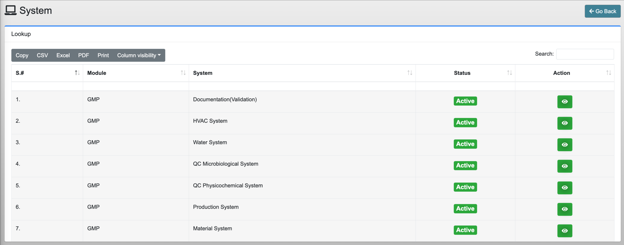 System
Go Back
Lookup
Copy CSV Excel PDF Print Column visibility
Search:
S.# Module System Status Action
1. GMP Documentation(Validation) Active
2. GMP HVAC System Active
3. GMP Water System Active
4. GMP QC Microbiological System Active
5. GMP QC Physicochemical System Active
6. GMP Production System Active
7. GMP Material System Active